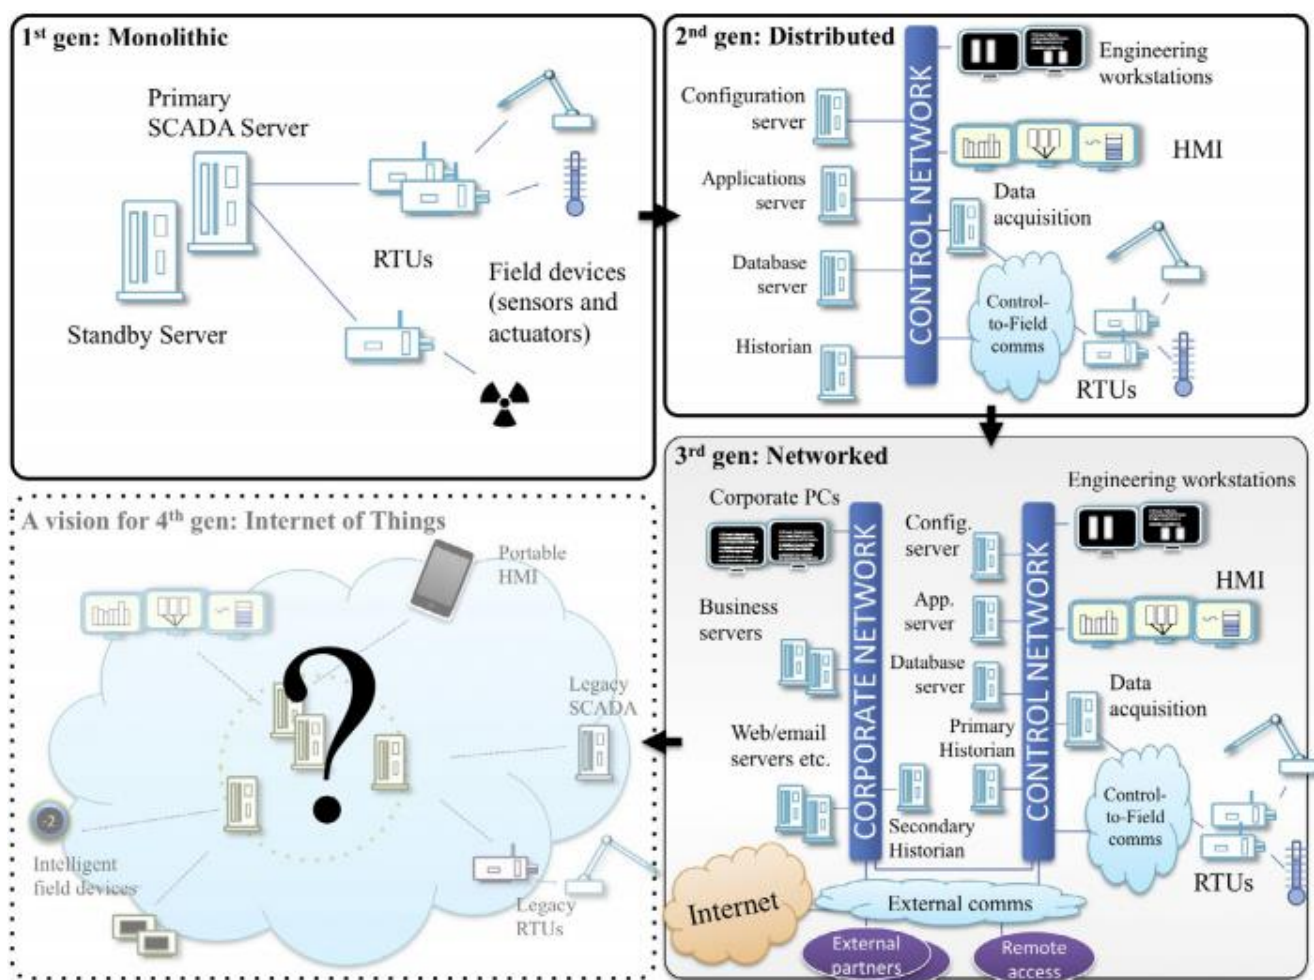 1st gen: Monolithic
Primary
SCADA Server
Standby Server
RTUs
Field devices
(sensors and
actuators)
2nd gen: Distributed
Configuration
server
Applications
server
Database
server
Historian
CONTROL NETWORK
Engineering
workstations
HMI
Data
acquisition
Control-
to-Field
comms
RTUs
3rd gen: Networked
Corporate PCs
Business
servers
Web/email
servers etc.
CORPORATE NETWORK
Secondary
Historian
Config.
server
App.
server
Database
server
Primary
Historian
CONTROL NETWORK
Engineering workstations
HMI
Data
acquisition
Control-
to-Field
comms
RTUs
Internet
External comms
External
partners
Remote
access
A vision for 4th gen: Internet of Things
Portable
HMI
?
Legacy
SCADA
-2
Intelligent
field devices
Legacy
RTUs